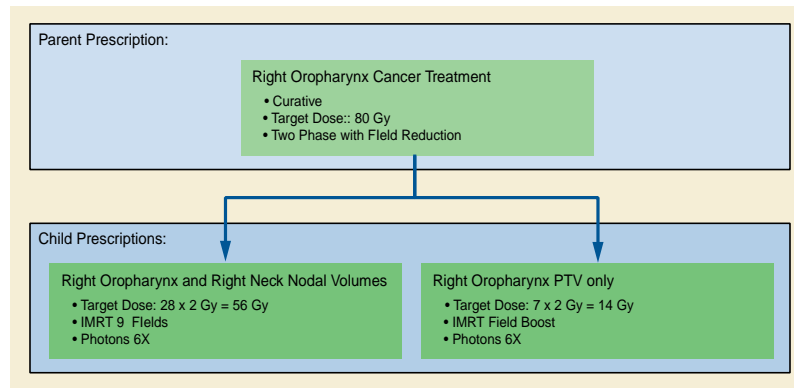 Parent Prescription:
Right Oropharynx Cancer Treatment
• Curative
• Target Dose:: 80 Gy
• Two Phase with FIeld Reduction
Child Prescriptions:
Right Oropharynx and Right Neck Nodal Volumes
• Target Dose: 28 x 2 Gy = 56 Gy
• IMRT 9 FIelds
• Photons 6X
Right Oropharynx PTV only
• Target Dose: 7 x 2 Gy = 14 Gy
• IMRT Field Boost
• Photons 6X